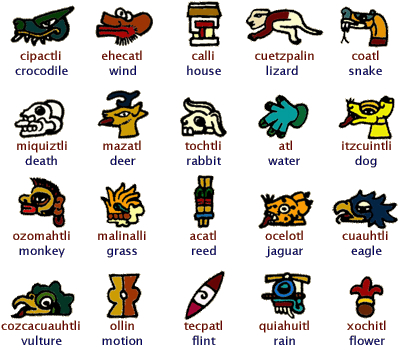 cipactli ehecatl calli cuetzpalin coatl
crocodile wind house lizard snake
miquiztli mazatl tochtli atl itzcuintli
death deer rabbit water dog
ozomahtli malinalli acatl ocelotl cuauhtli
monkey grass reed jaguar eagle
cozcacuauhtli ollin tecpatl quiahuitl xochitl
vulture motion flint rain flower